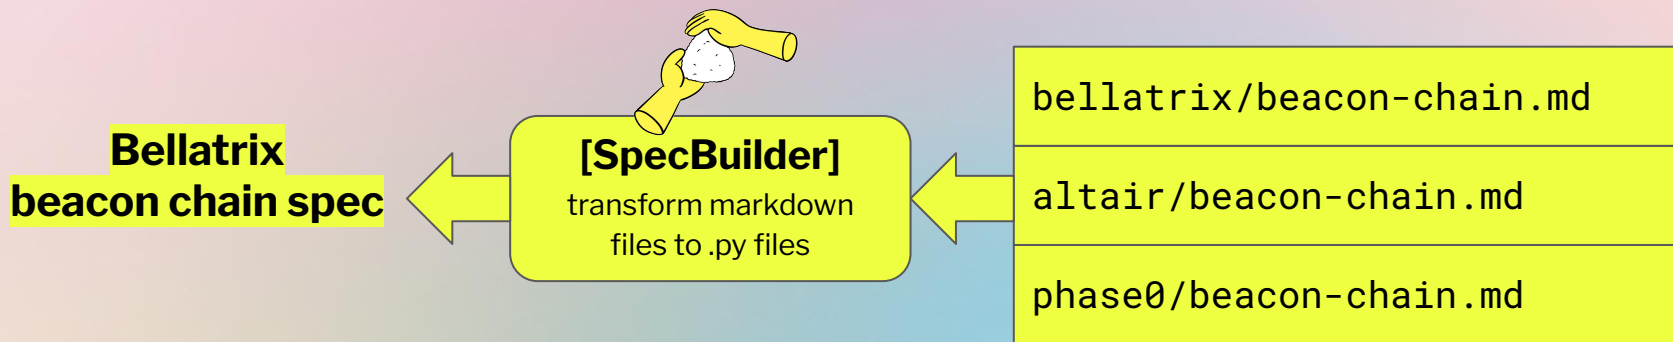 Bellatrix
beacon chain spec
[SpecBuilder]
transform markdown
files to .py files
bellatrix/beacon-chain.md
altair/beacon-chain.md
phase0/beacon-chain.md